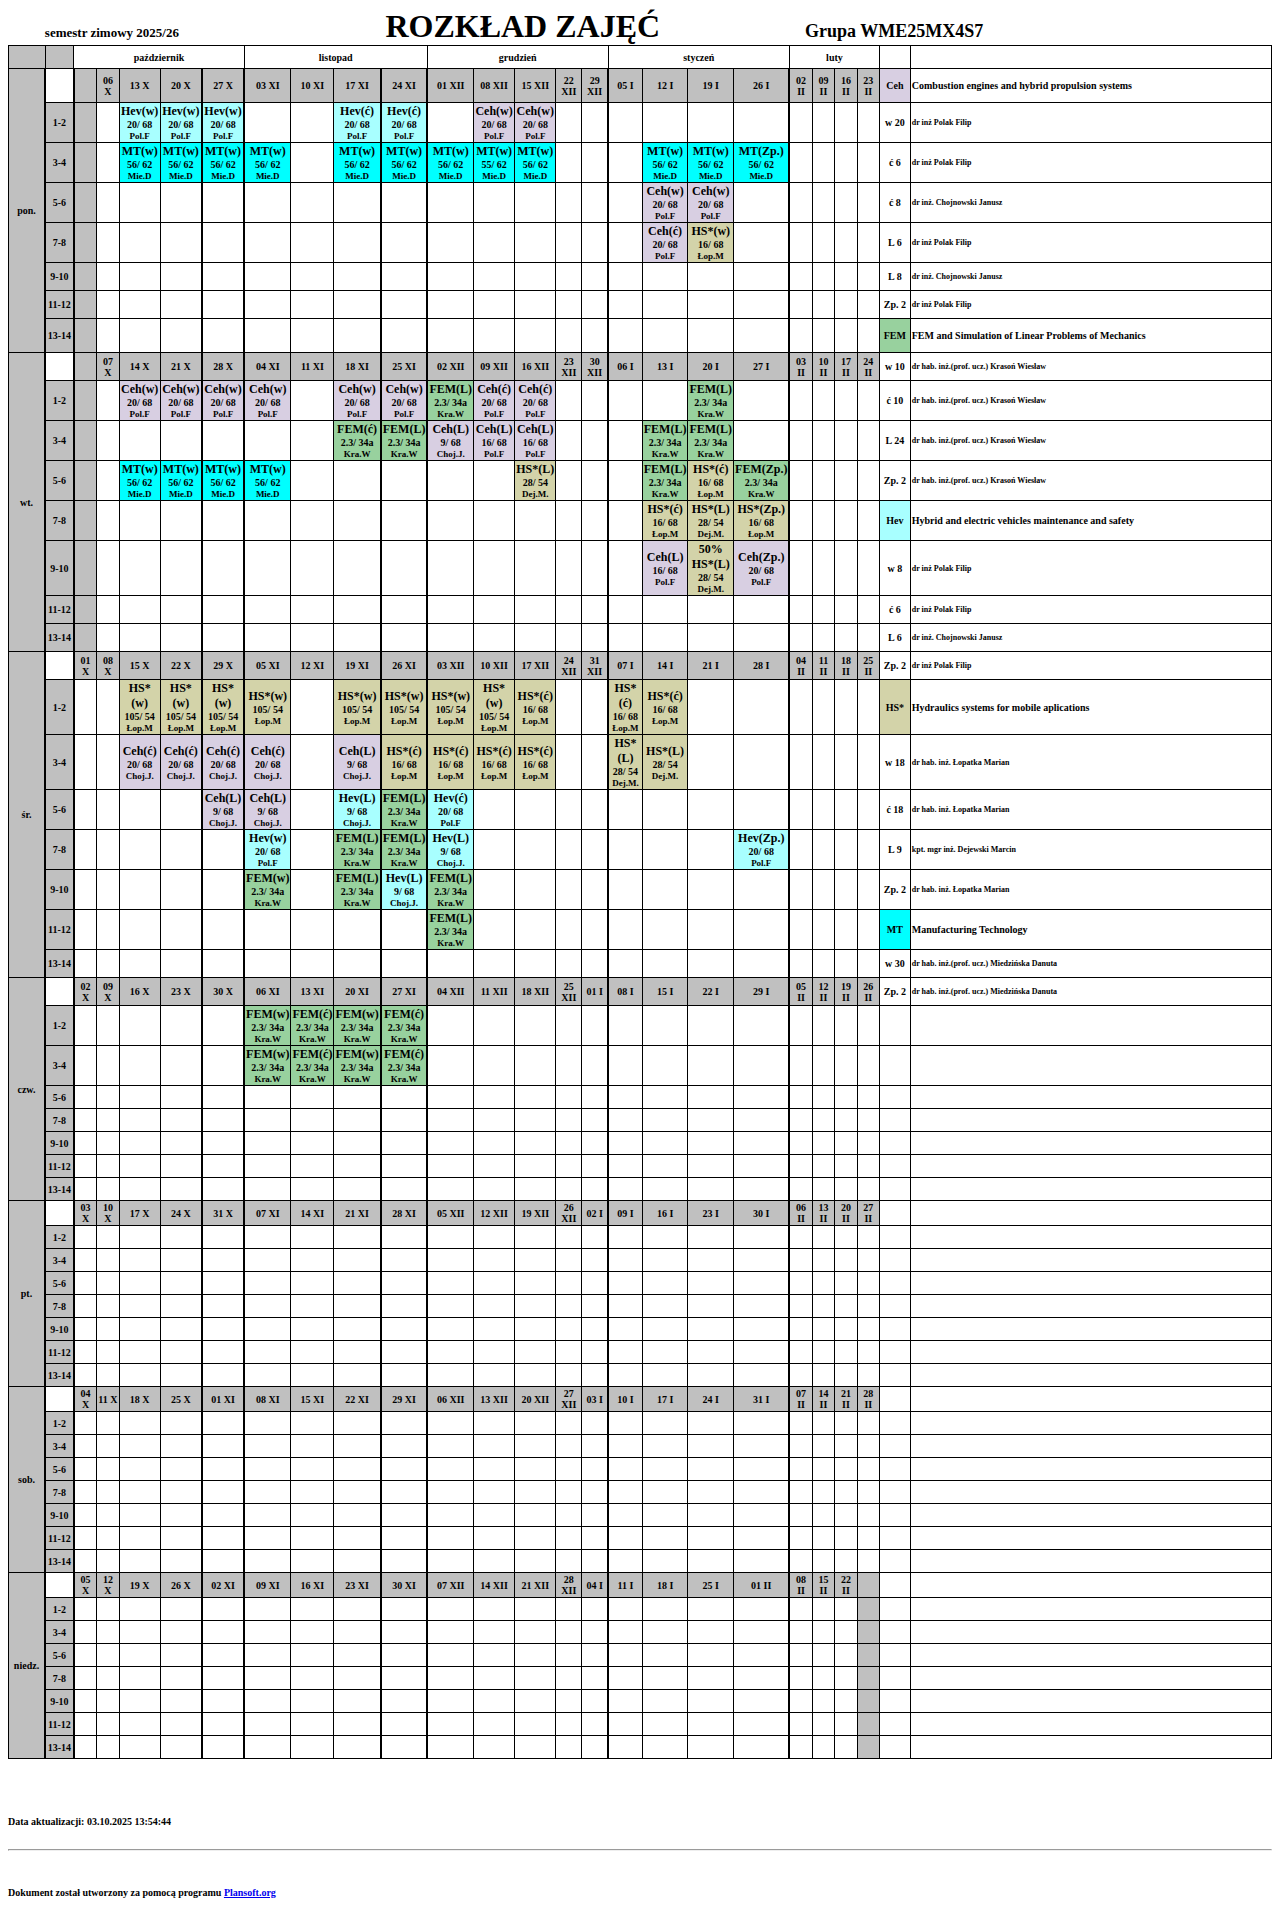 semestr zimowy 2025/26 ROZKŁAD ZAJĘĆ Grupa WME25MX4S7
październik listopad grudzień styczeń luty
pon. 06 X 13 X 20 X 27 X 03 XI 10 XI 17 XI 24 XI 01 XII 08 XII 15 XII 22 XII 29 XII 05 I 12 I 19 I 26 I 02 II 09 II 16 II 23 II Ceh Combustion engines and hybrid propulsion systems
1-2 Hev(w) Hev(w) Hev(w) Hev(ć) Hev(ć) Ceh(w) Ceh(w) w 20 dr inż Polak Filip
20/ 68 20/ 68 20/ 68 20/ 68 20/ 68 20/ 68 20/ 68
Pol.F Pol.F Pol.F Pol.F Pol.F Pol.F Pol.F
3-4 MT(w) MT(w) MT(w) MT(w) MT(w) MT(w) MT(w) MT(w) MT(w) MT(w) MT(w) MT(Zp.) ć 6 dr inż Polak Filip
56/ 62 56/ 62 56/ 62 56/ 62 56/ 62 56/ 62 56/ 62 55/ 62 56/ 62 56/ 62 56/ 62 56/ 62
Mie.D Mie.D Mie.D Mie.D Mie.D Mie.D Mie.D Mie.D Mie.D Mie.D Mie.D Mie.D
5-6 Ceh(w) Ceh(w) ć 8 dr inż. Chojnowski Janusz
20/ 68 20/ 68
Pol.F Pol.F
7-8 Ceh(ć) HS*(w) L 6 dr inż Polak Filip
20/ 68 16/ 68
Pol.F Łop.M
9-10 L 8 dr inż. Chojnowski Janusz
11-12 Zp. 2 dr inż Polak Filip
13-14 FEM FEM and Simulation of Linear Problems of Mechanics
wt. 07 X 14 X 21 X 28 X 04 XI 11 XI 18 XI 25 XI 02 XII 09 XII 16 XII 23 XII 30 XII 06 I 13 I 20 I 27 I 03 II 10 II 17 II 24 II w 10 dr hab. inż.(prof. ucz.) Krasoń Wiesław
1-2 Ceh(w) Ceh(w) Ceh(w) Ceh(w) Ceh(w) Ceh(w) FEM(L) Ceh(ć) Ceh(ć) FEM(L) ć 10 dr hab. inż.(prof. ucz.) Krasoń Wiesław
20/ 68 20/ 68 20/ 68 20/ 68 20/ 68 20/ 68 2.3/ 34a 20/ 68 20/ 68 2.3/ 34a
Pol.F Pol.F Pol.F Pol.F Pol.F Pol.F Kra.W Pol.F Pol.F Kra.W
3-4 FEM(ć) FEM(L) Ceh(L) Ceh(L) Ceh(L) FEM(L) FEM(L) L 24 dr hab. inż.(prof. ucz.) Krasoń Wiesław
2.3/ 34a 2.3/ 34a 9/ 68 16/ 68 16/ 68 2.3/ 34a 2.3/ 34a
Kra.W Kra.W Choj.J. Pol.F Pol.F Kra.W Kra.W
5-6 MT(w) MT(w) MT(w) MT(w) HS*(L) FEM(L) HS*(ć) FEM(Zp.) Zp. 2 dr hab. inż.(prof. ucz.) Krasoń Wiesław
56/ 62 56/ 62 56/ 62 56/ 62 28/ 54 2.3/ 34a 16/ 68 2.3/ 34a
Mie.D Mie.D Mie.D Mie.D Dej.M. Kra.W Łop.M Kra.W
7-8 HS*(ć) HS*(L) HS*(Zp.) Hev Hybrid and electric vehicles maintenance and safety
16/ 68 28/ 54 16/ 68
Łop.M Dej.M. Łop.M
9-10 Ceh(L) 50% HS*(L) Ceh(Zp.) w 8 dr inż Polak Filip
16/ 68 28/ 54 20/ 68
Pol.F Dej.M. Pol.F
11-12 ć 6 dr inż Polak Filip
13-14 L 6 dr inż. Chojnowski Janusz
śr. 01 X 08 X 15 X 22 X 29 X 05 XI 12 XI 19 XI 26 XI 03 XII 10 XII 17 XII 24 XII 31 XII 07 I 14 I 21 I 28 I 04 II 11 II 18 II 25 II Zp. 2 dr inż Polak Filip
1-2 HS*(w) HS*(w) HS*(w) HS*(w) HS*(w) HS*(w) HS*(w) HS*(w) HS*(ć) HS*(ć) HS*(ć) HS* Hydraulics systems for mobile aplications
105/ 54 105/ 54 105/ 54 105/ 54 105/ 54 105/ 54 105/ 54 105/ 54 16/ 68 16/ 68 16/ 68
Łop.M Łop.M Łop.M Łop.M Łop.M Łop.M Łop.M Łop.M Łop.M Łop.M Łop.M
3-4 Ceh(ć) Ceh(ć) Ceh(ć) Ceh(ć) Ceh(L) HS*(ć) HS*(ć) HS*(ć) HS*(ć) HS*(L) HS*(L) w 18 dr hab. inż. Łopatka Marian
20/ 68 20/ 68 20/ 68 20/ 68 9/ 68 16/ 68 16/ 68 16/ 68 16/ 68 28/ 54 28/ 54
Choj.J. Choj.J. Choj.J. Choj.J. Choj.J. Łop.M Łop.M Łop.M Łop.M Dej.M. Dej.M.
5-6 Ceh(L) Ceh(L) Hev(L) FEM(L) Hev(ć) ć 18 dr hab. inż. Łopatka Marian
9/ 68 9/ 68 9/ 68 2.3/ 34a 20/ 68
Choj.J. Choj.J. Choj.J. Kra.W Pol.F
7-8 Hev(w) FEM(L) FEM(L) Hev(L) Hev(Zp.) L 9 kpt. mgr inż. Dejewski Marcin
20/ 68 2.3/ 34a 2.3/ 34a 9/ 68 20/ 68
Pol.F Kra.W Kra.W Choj.J. Pol.F
9-10 FEM(w) FEM(L) Hev(L) FEM(L) Zp. 2 dr hab. inż. Łopatka Marian
2.3/ 34a 2.3/ 34a 9/ 68 2.3/ 34a
Kra.W Kra.W Choj.J. Kra.W
11-12 FEM(L) MT Manufacturing Technology
2.3/ 34a
Kra.W
13-14 w 30 dr hab. inż.(prof. ucz.) Miedzińska Danuta
czw. 02 X 09 X 16 X 23 X 30 X 06 XI 13 XI 20 XI 27 XI 04 XII 11 XII 18 XII 25 XII 01 I 08 I 15 I 22 I 29 I 05 II 12 II 19 II 26 II Zp. 2 dr hab. inż.(prof. ucz.) Miedzińska Danuta
1-2 FEM(w) FEM(ć) FEM(w) FEM(ć)
2.3/ 34a 2.3/ 34a 2.3/ 34a 2.3/ 34a
Kra.W Kra.W Kra.W Kra.W
3-4 FEM(w) FEM(ć) FEM(w) FEM(ć)
2.3/ 34a 2.3/ 34a 2.3/ 34a 2.3/ 34a
Kra.W Kra.W Kra.W Kra.W
5-6
7-8
9-10
11-12
13-14
pt. 03 X 10 X 17 X 24 X 31 X 07 XI 14 XI 21 XI 28 XI 05 XII 12 XII 19 XII 26 XII 02 I 09 I 16 I 23 I 30 I 06 II 13 II 20 II 27 II
1-2
3-4
5-6
7-8
9-10
11-12
13-14
sob. 04 X 11 X 18 X 25 X 01 XI 08 XI 15 XI 22 XI 29 XI 06 XII 13 XII 20 XII 27 XII 03 I 10 I 17 I 24 I 31 I 07 II 14 II 21 II 28 II
1-2
3-4
5-6
7-8
9-10
11-12
13-14
niedz. 05 X 12 X 19 X 26 X 02 XI 09 XI 16 XI 23 XI 30 XI 07 XII 14 XII 21 XII 28 XII 04 I 11 I 18 I 25 I 01 II 08 II 15 II 22 II
1-2
3-4
5-6
7-8
9-10
11-12
13-14
Data aktualizacji: 03.10.2025 13:54:44
Dokument został utworzony za pomocą programu Plansoft.org